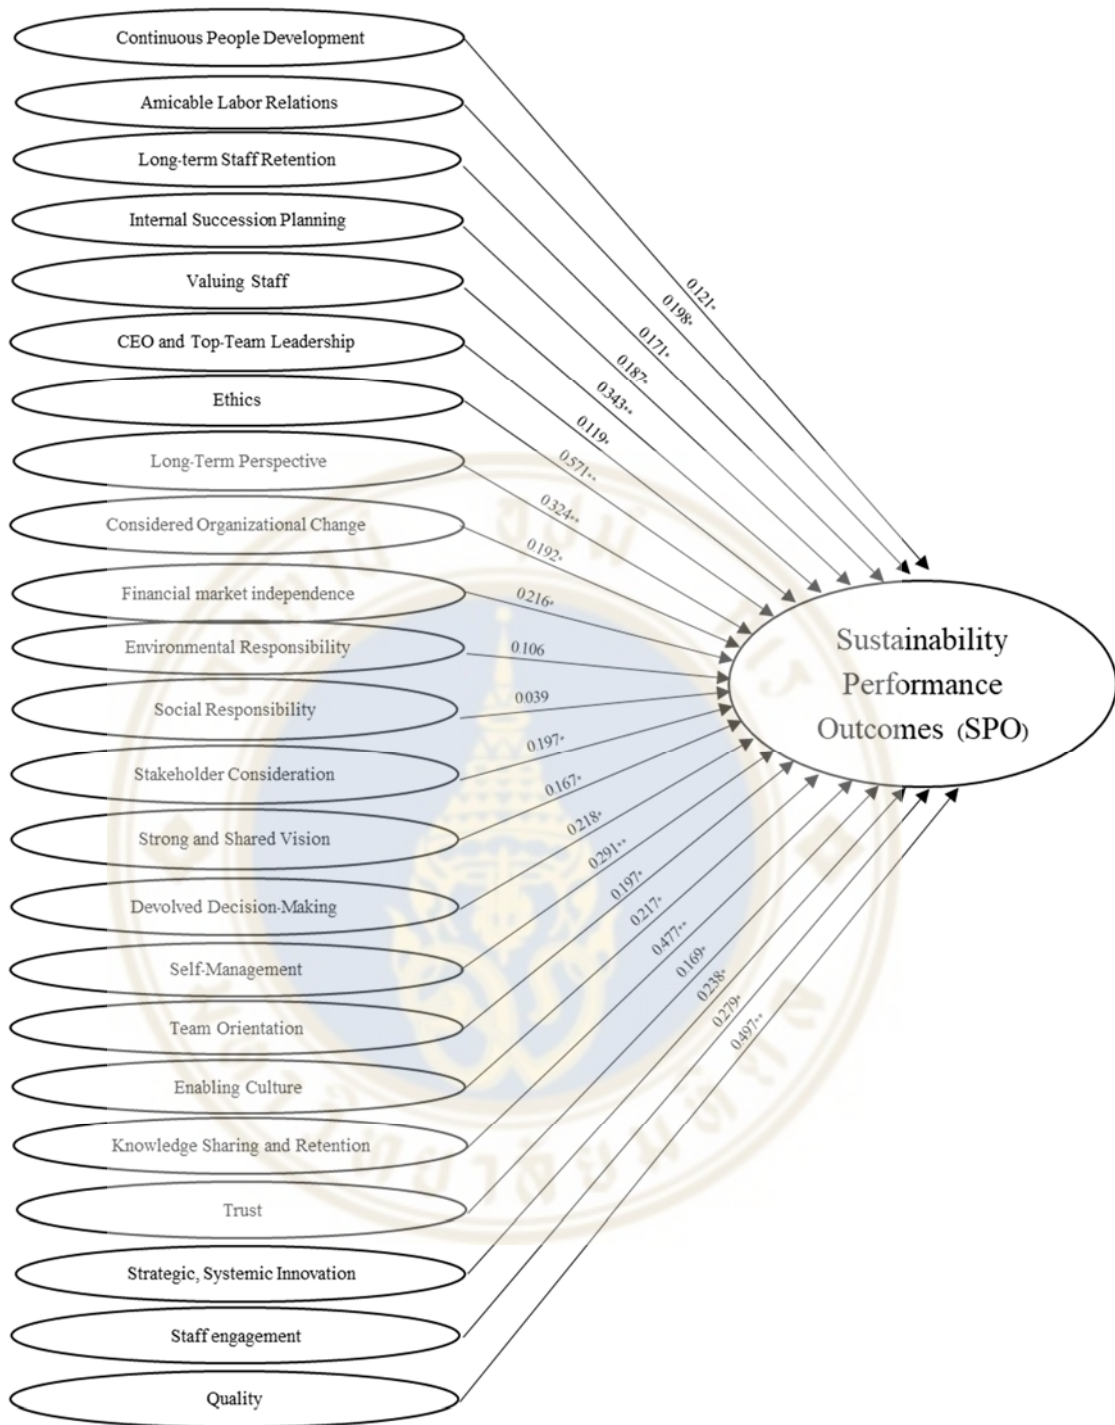 Continuous People Development
Amicable Labor Relations
Long-term Staff Retention
Internal Succession Planning
Valuing Staff
CEO and Top-Team Leadership
Ethics
Long-Term Perspective
Considered Organizational Change
Financial market independence
Environmental Responsibility
Social Responsibility
Stakeholder Consideration
Strong and Shared Vision
Devolved Decision-Making
Self-Management
Team Orientation
Enabling Culture
Knowledge Sharing and Retention
Trust
Strategic, Systemic Innovation
Staff engagement
Quality
0.121*
0.198*
0.171*
0.187*
0.343**
0.119*
0.571**
0.324**
0.192*
0.216*
0.106
0.039
0.197*
0.167*
0.218*
0.291**
0.197*
0.217*
0.477**
0.169*
0.238*
0.279*
0.497**
Sustainability
Performance
Outcomes (SPO)